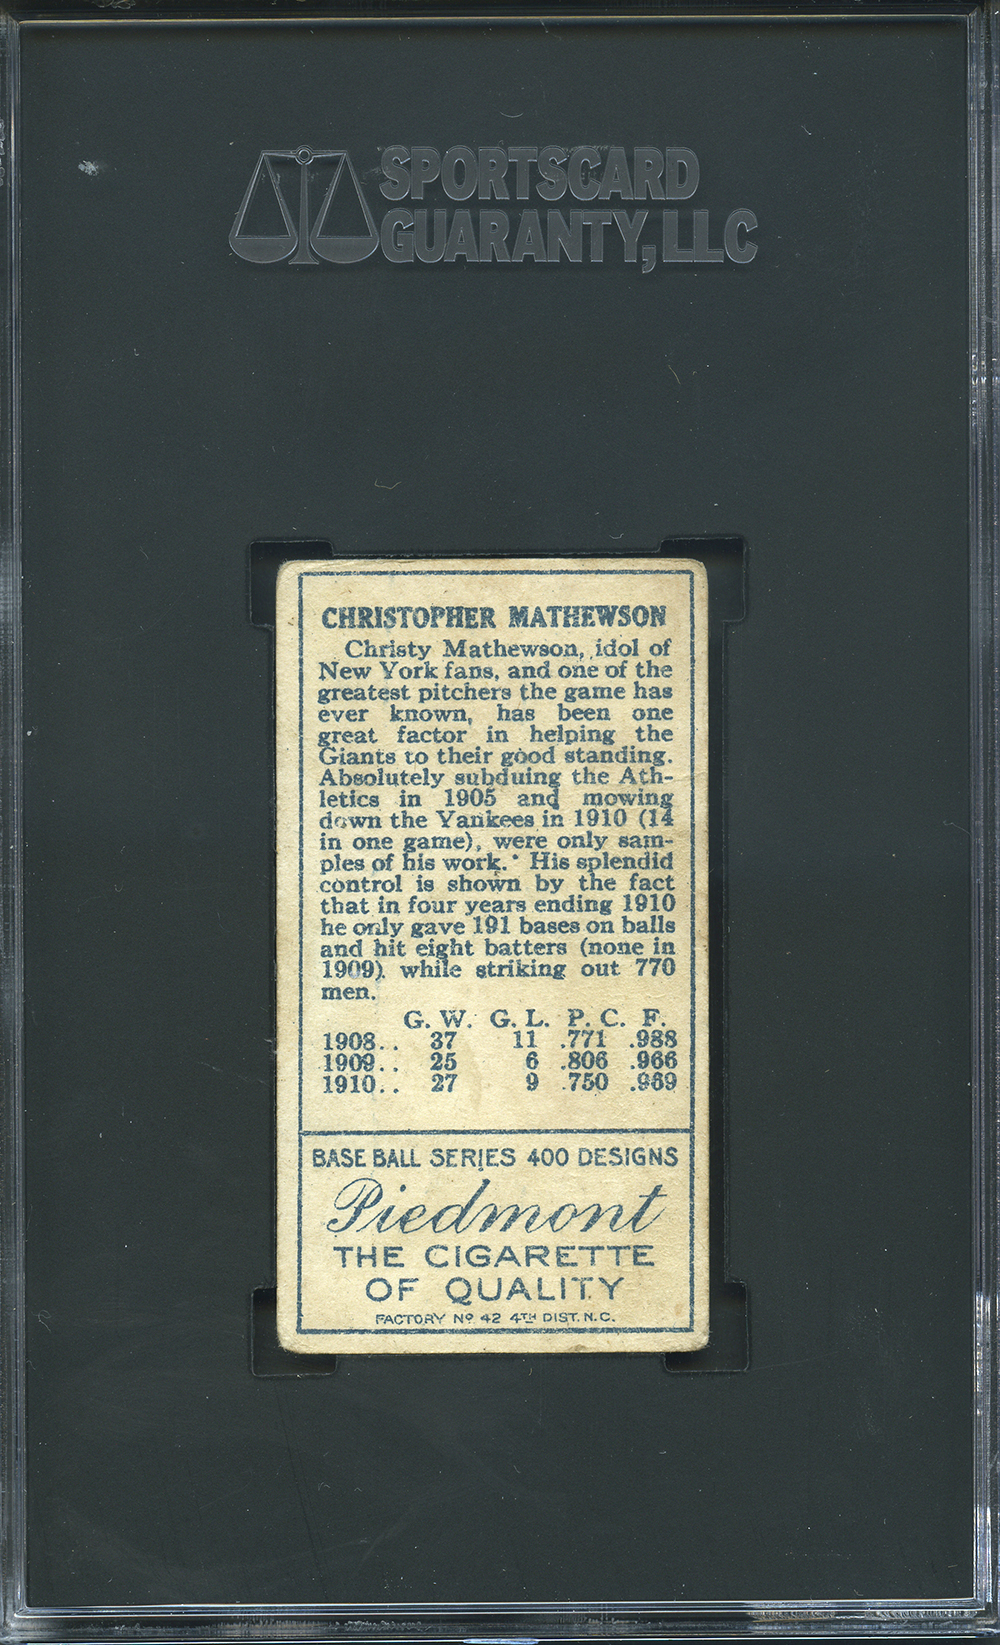 SPORTSCARD
GUARANTY, LLC
CHRISTOPHER MATHEWSON
Christy Mathewson, idol of
New York fans, and one of the
greatest pitchers the game has
ever known, has been one
great factor in helping the
Giants to their good standing.
Absolutely subduing the Ath-
letics in 1905 and mowing
down the Yankees in 1910 (14
in one game), were only sam-
ples of his work. His splendid
control is shown by the fact
that in four years ending 1910
he only gave 191 bases on balls
and hit eight batters (none in
1909) while striking out 770
men.
G. W. G. L. P. C. F.
1908.. 37 11 .771 .988
1909.. 25 6 .806 .966
1910.. 27 9 .750 .969
BASE BALL SERIES 400 DESIGNS
Piedmont
THE CIGARETTE
OF QUALITY
FACTORY Nº 42 4TH DIST. N.C.